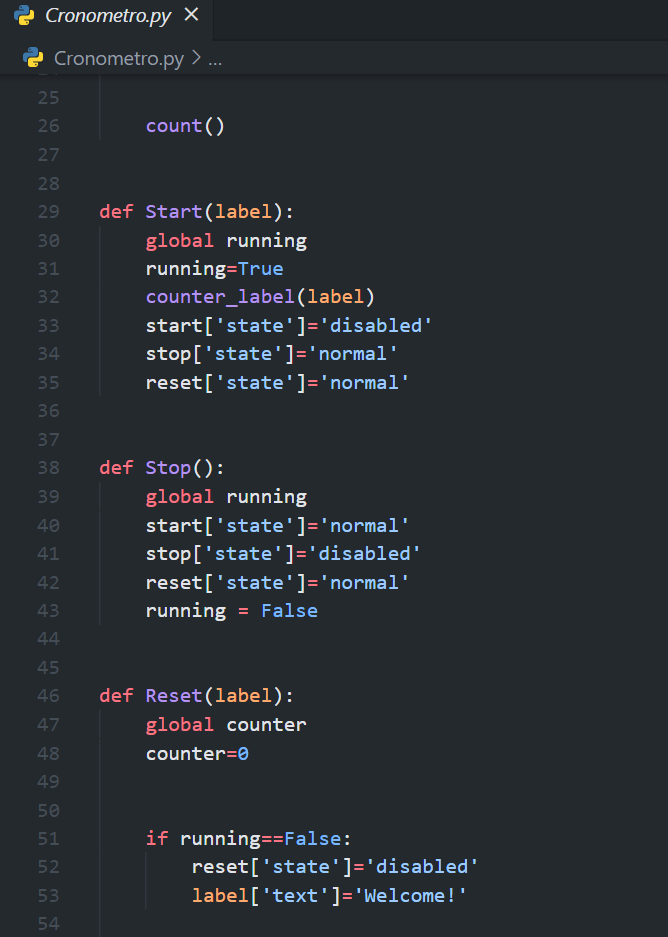 Cronometro.py
Cronometro.py > ...
25
26 count()
27
28
29 def Start(label):
30 global running
31 running=True
32 counter_label(label)
33 start['state']='disabled'
34 stop['state']='normal'
35 reset['state']='normal'
36
37
38 def Stop():
39 global running
40 start['state']='normal'
41 stop['state']='disabled'
42 reset['state']='normal'
43 running = False
44
45
46 def Reset(label):
47 global counter
48 counter=0
49
50
51 if running==False:
52 reset['state']='disabled'
53 label['text']='Welcome!'
54